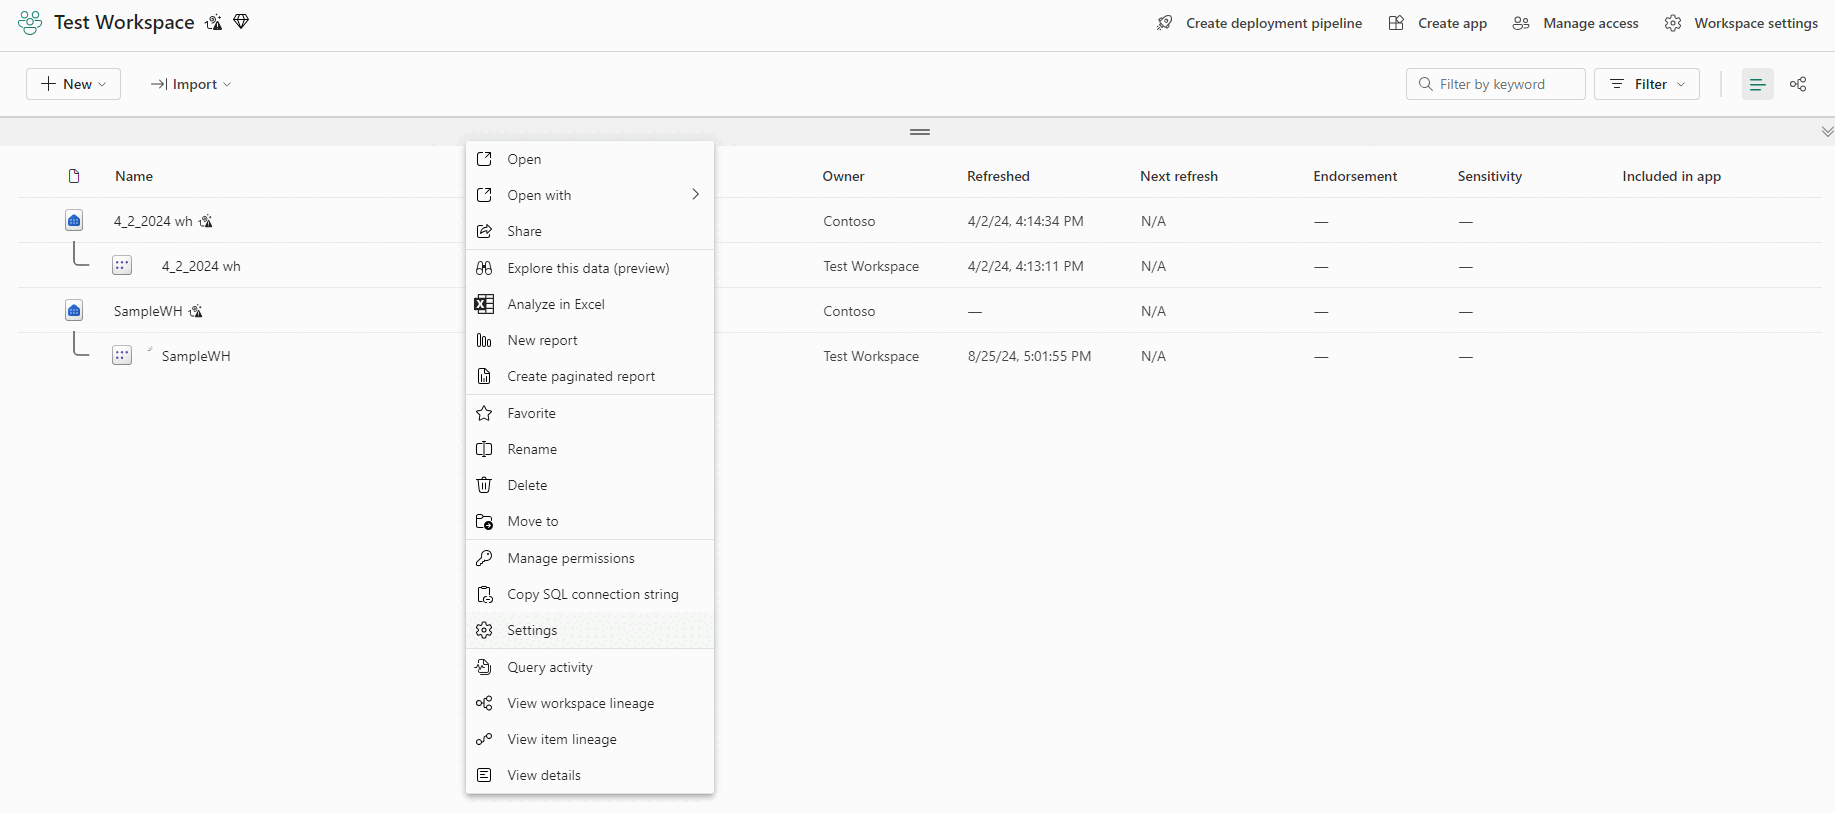 Test Workspace
Create deployment pipeline
Create app
Manage access
Workspace settings
New
Import
Filter by keyword
Filter
Name
Owner
Refreshed
Next refresh
Endorsement
Sensitivity
Included in app
4_2_2024 wh
Contoso
4/2/24, 4:14:34 PM
N/A
—
—
4_2_2024 wh
Test Workspace
4/2/24, 4:13:11 PM
N/A
—
—
SampleWH
Contoso
—
N/A
—
—
SampleWH
Test Workspace
8/25/24, 5:01:55 PM
N/A
—
—
Open
Open with
Share
Explore this data (preview)
Analyze in Excel
New report
Create paginated report
Favorite
Rename
Delete
Move to
Manage permissions
Copy SQL connection string
Settings
Query activity
View workspace lineage
View item lineage
View details